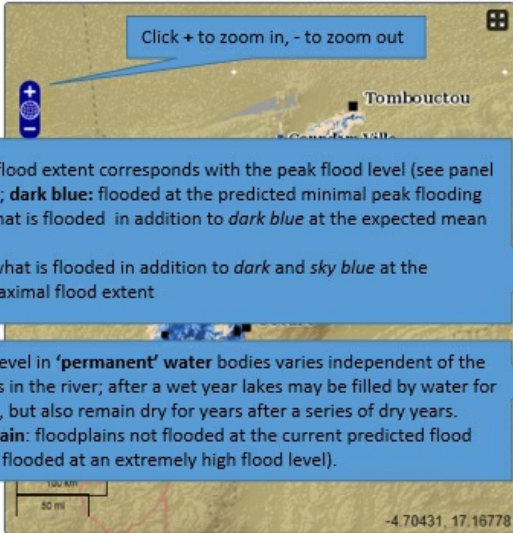 Click + to zoom in, - to zoom out
Tombouctou
flood extent corresponds with the peak flood level (see panel
; dark blue: flooded at the predicted minimal peak flooding
hat is flooded in addition to dark blue at the expected mean
what is flooded in addition to dark and sky blue at the
aximal flood extent
evel in ‘permanent’ water bodies varies independent of the
s in the river; after a wet year lakes may be filled by water for
, but also remain dry for years after a series of dry years.
ain: floodplains not flooded at the current predicted flood
flooded at an extremely high flood level).
100 km
50 mi
-4.70431, 17.16778